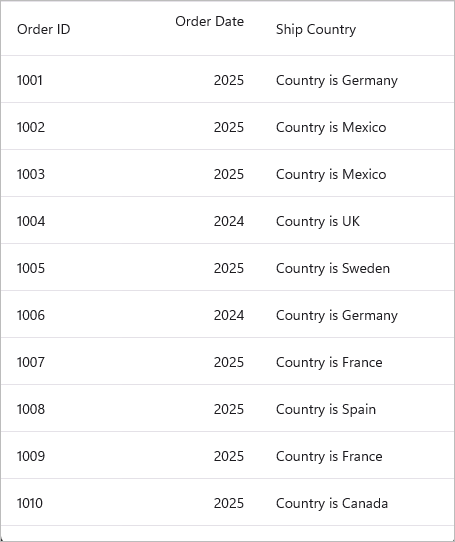 Order ID Order Date Ship Country
1001 2025 Country is Germany
1002 2025 Country is Mexico
1003 2025 Country is Mexico
1004 2024 Country is UK
1005 2025 Country is Sweden
1006 2024 Country is Germany
1007 2025 Country is France
1008 2025 Country is Spain
1009 2025 Country is France
1010 2025 Country is Canada